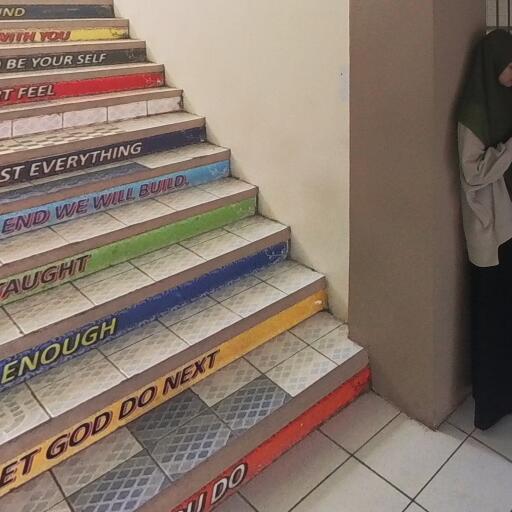 UND
WITH YOU
BE YOUR SELF
T FEEL
ST EVERYTHING
END WE WILL BUILD.
TAUGHT
ENOUGH
ET GOD DO NEXT
U DO